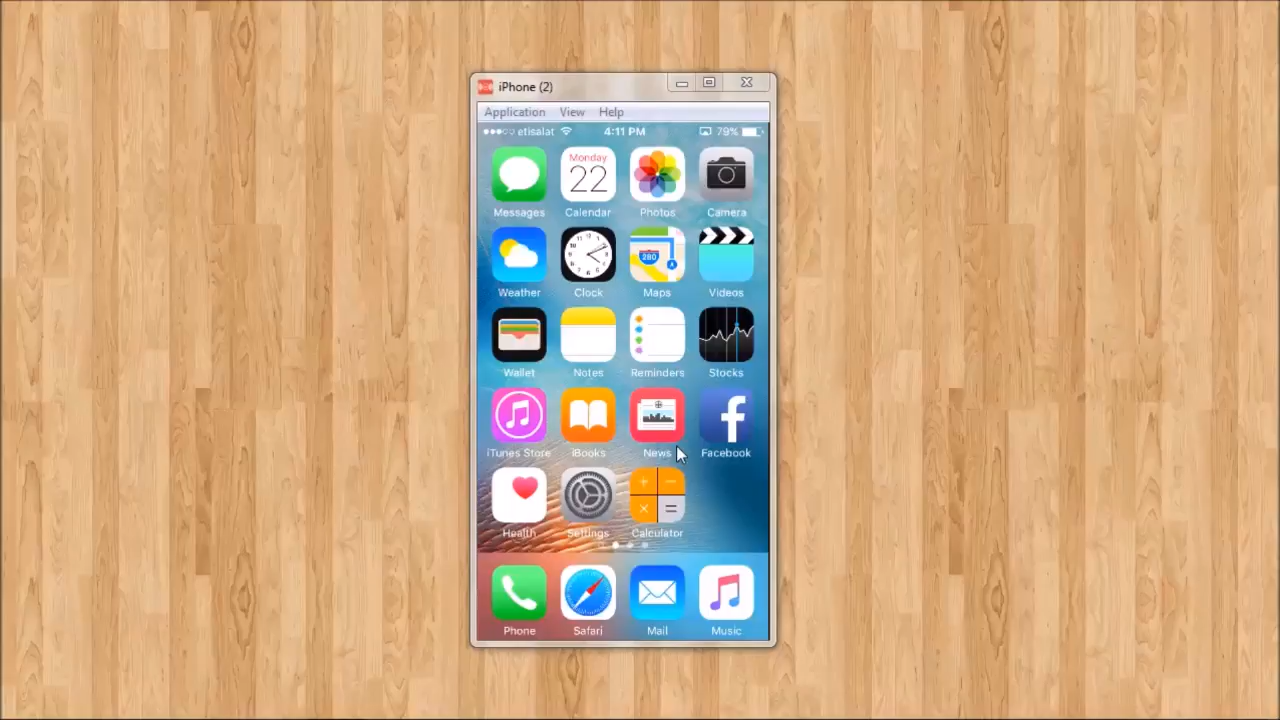 iPhone (2)
Application View Help
etisalat 4:11 PM 79%
Monday
22
Messages Calendar Photos Camera
280
A
Weather Clock Maps Videos
Wallet Notes Reminders Stocks
f
iTunes Store iBooks News Facebook
+ −
× =
Health Settings Calculator
Phone Safari Mail Music